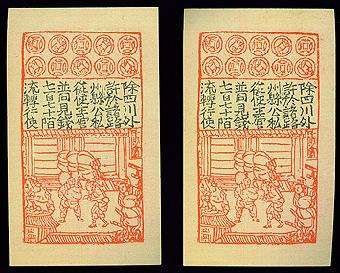 除四川外
許於諸路
州縣公私
從便主管
並同見錢
七百七十陌
流轉行使
除四川外
許於諸路
州縣公私
從便主管
並同見錢
七百七十陌
流轉行使